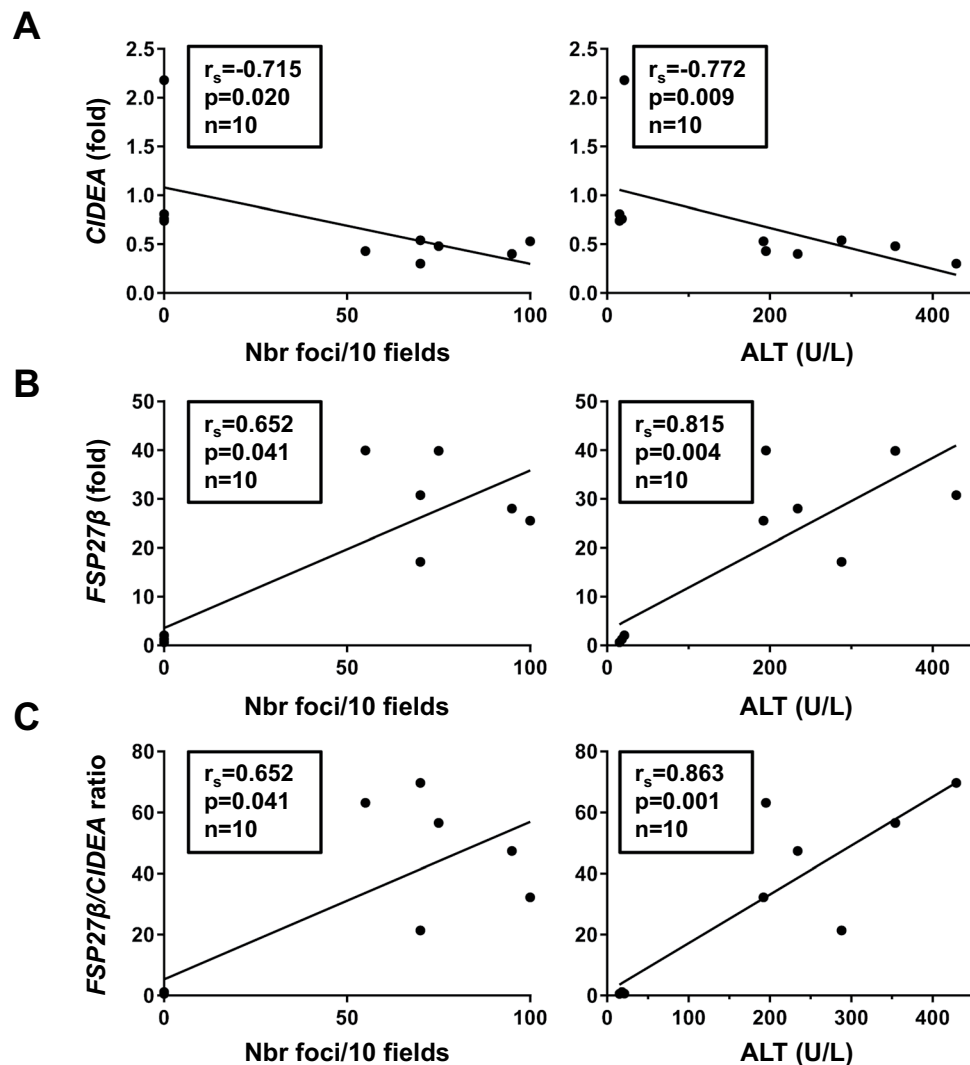 A
CIDEA (fold)
2.5
2.0
1.5
1.0
0.5
0.0
rs=-0.715
p=0.020
n=10
0
50
100
Nbr foci/10 fields
2.5
2.0
1.5
1.0
0.5
0.0
rs=-0.772
p=0.009
n=10
0
200
400
ALT (U/L)
B
FSP27β (fold)
50
40
30
20
10
0
rs=0.652
p=0.041
n=10
0
50
100
Nbr foci/10 fields
50
40
30
20
10
0
rs=0.815
p=0.004
n=10
0
200
400
ALT (U/L)
C
FSP27β/CIDEA ratio
80
60
40
20
0
rs=0.652
p=0.041
n=10
0
50
100
Nbr foci/10 fields
80
60
40
20
0
rs=0.863
p=0.001
n=10
0
100
200
300
400
ALT (U/L)